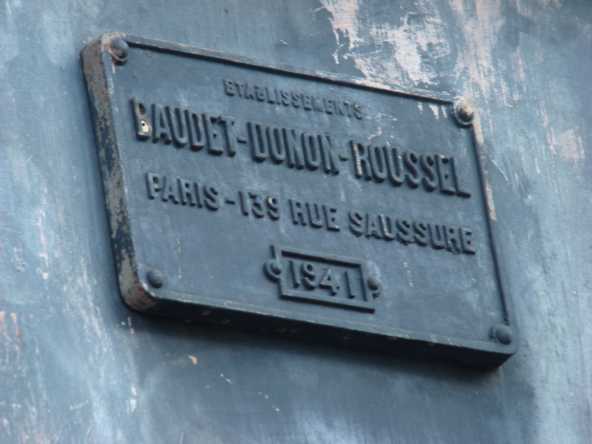 ETABLISSEMENTS
BAUDET-DONON-ROUSSEL
PARIS-139 RUE SAUSSURE
1941